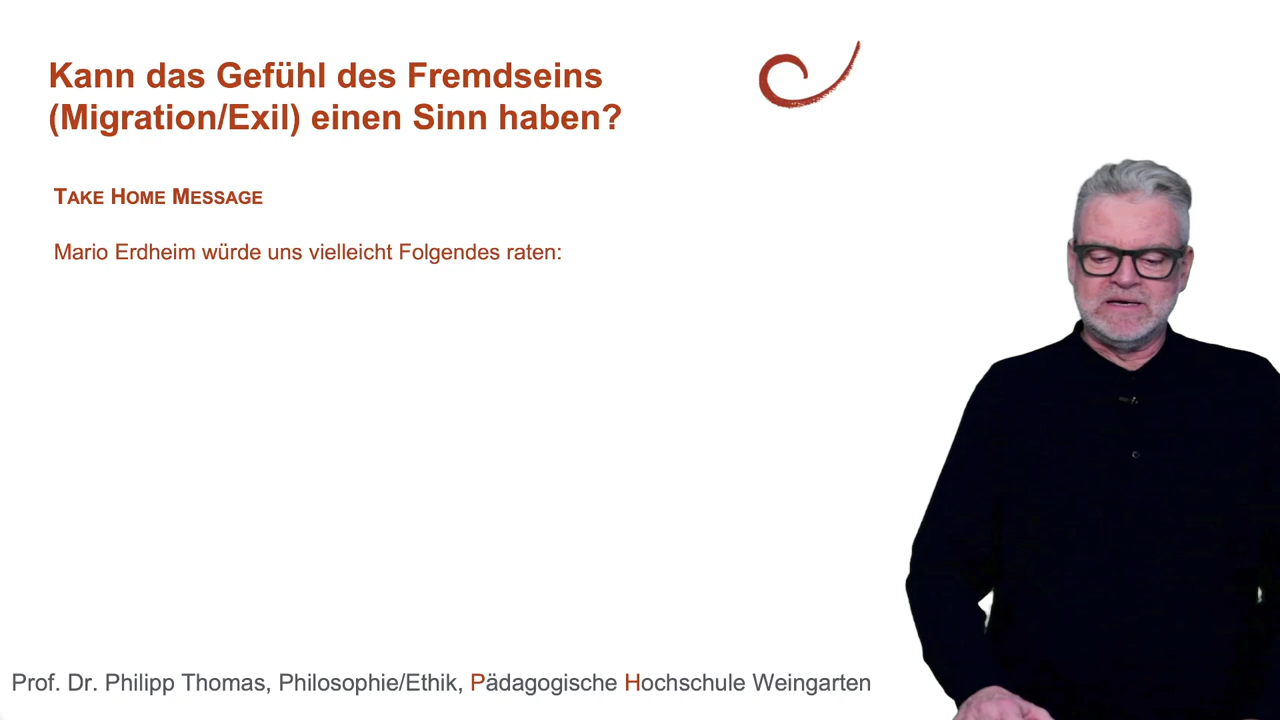 Kann das Gefühl des Fremdseins
(Migration/Exil) einen Sinn haben?
TAKE HOME MESSAGE
Mario Erdheim würde uns vielleicht Folgendes raten:
Prof. Dr. Philipp Thomas, Philosophie/Ethik, Pädagogische Hochschule Weingarten